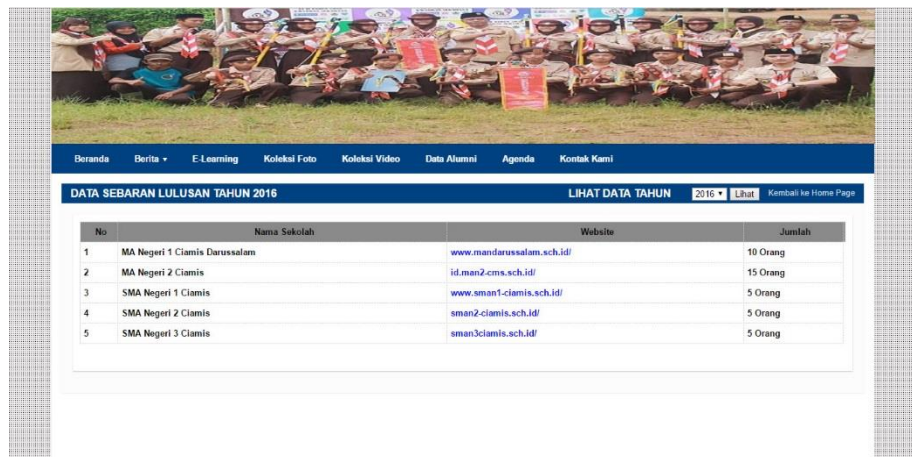 Beranda Berita ▾ E-Learning Koleksi Foto Koleksi Video Data Alumni Agenda Kontak Kami
DATA SEBARAN LULUSAN TAHUN 2016 LIHAT DATA TAHUN 2016 ▾ Lihat Kembali ke Home Page
No Nama Sekolah Website Jumlah
1 MA Negeri 1 Ciamis Darussalam www.mandarussalam.sch.id/ 10 Orang
2 MA Negeri 2 Ciamis id.man2-cms.sch.id/ 15 Orang
3 SMA Negeri 1 Ciamis www.sman1-ciamis.sch.id/ 5 Orang
4 SMA Negeri 2 Ciamis sman2-ciamis.sch.id/ 5 Orang
5 SMA Negeri 3 Ciamis sman3ciamis.sch.id/ 5 Orang